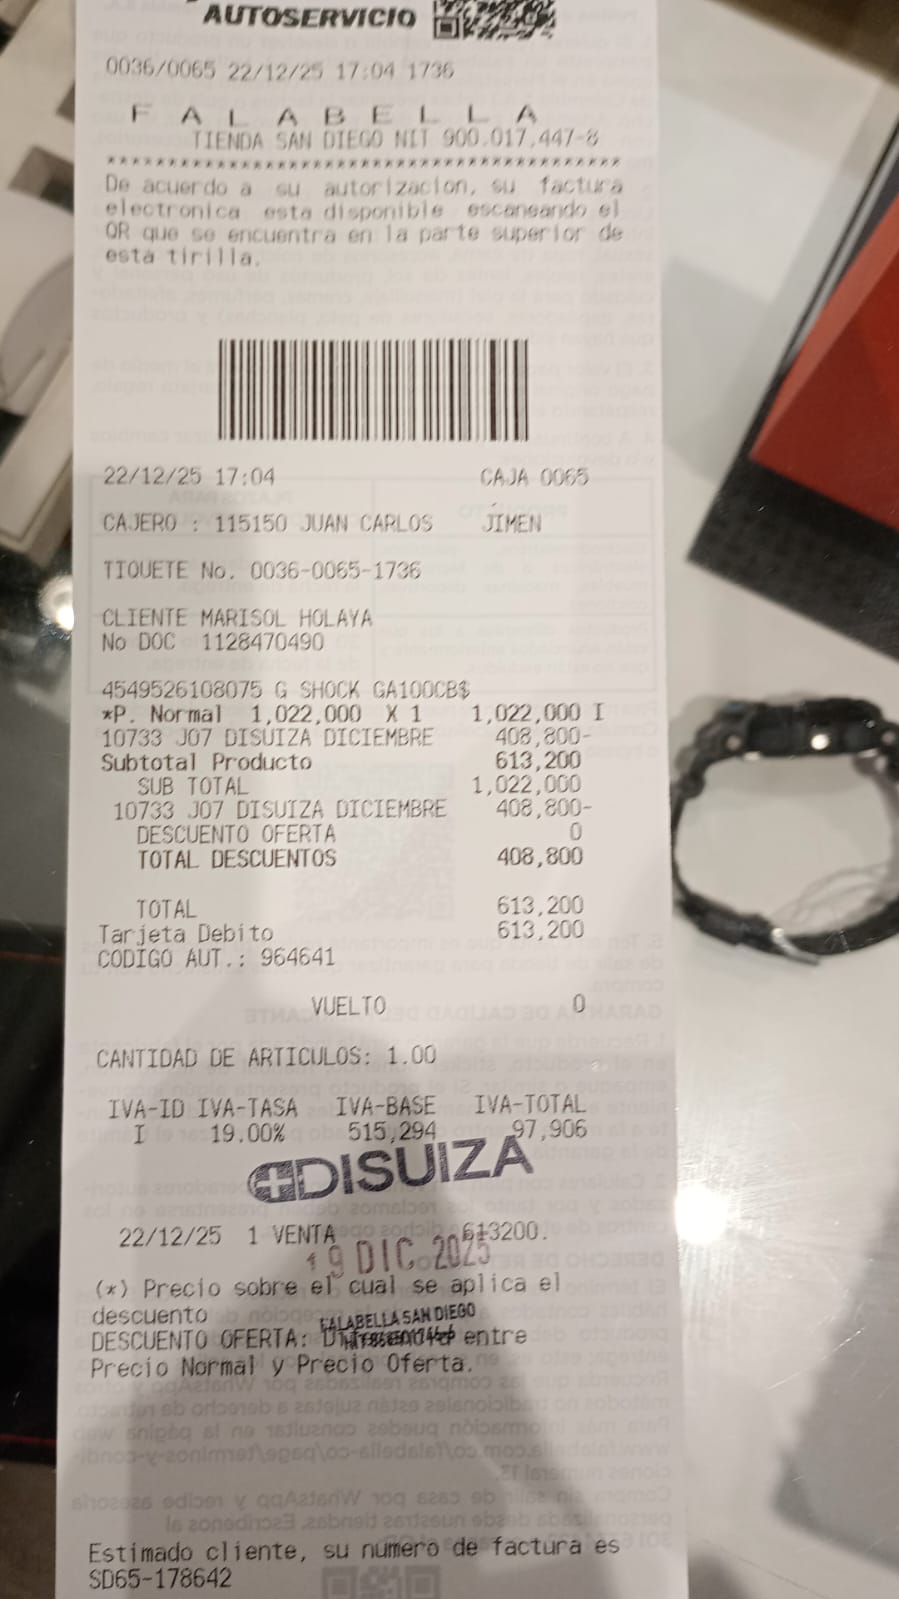 AUTOSERVICIO
0036/0065 22/12/25 17:04 1736
F A L A B E L L A
TIENDA SAN DIEGO NIT 900.017.447-8
******************************************
De acuerdo a su autorizacion, su factura
electronica esta disponible escaneando el
QR que se encuentra en la parte superior de
esta tirilla.
22/12/25 17:04 CAJA 0065
CAJERO : 115150 JUAN CARLOS JIMEN
TIQUETE No. 0036-0065-1736
CLIENTE MARISOL HOLAYA
No DOC 1128470490
4549526108075 G SHOCK GA100CB$
*P. Normal 1,022,000 X 1 1,022,000 I
10733 J07 DISUIZA DICIEMBRE 408,800-
Subtotal Producto 613,200
SUB TOTAL 1,022,000
10733 J07 DISUIZA DICIEMBRE 408,800-
DESCUENTO OFERTA 0
TOTAL DESCUENTOS 408,800
TOTAL 613,200
Tarjeta Debito 613,200
CODIGO AUT.: 964641
VUELTO 0
CANTIDAD DE ARTICULOS: 1.00
IVA-ID IVA-TASA IVA-BASE IVA-TOTAL
I 19.00% 515,294 97,906
DISUIZA
22/12/25 1 VENTA 613200.
19 DIC 2025
(*) Precio sobre el cual se aplica el
descuento
FALABELLA SAN DIEGO
DESCUENTO OFERTA: entre
Precio Normal y Precio Oferta.
Estimado cliente, su numero de factura es
SD65-178642